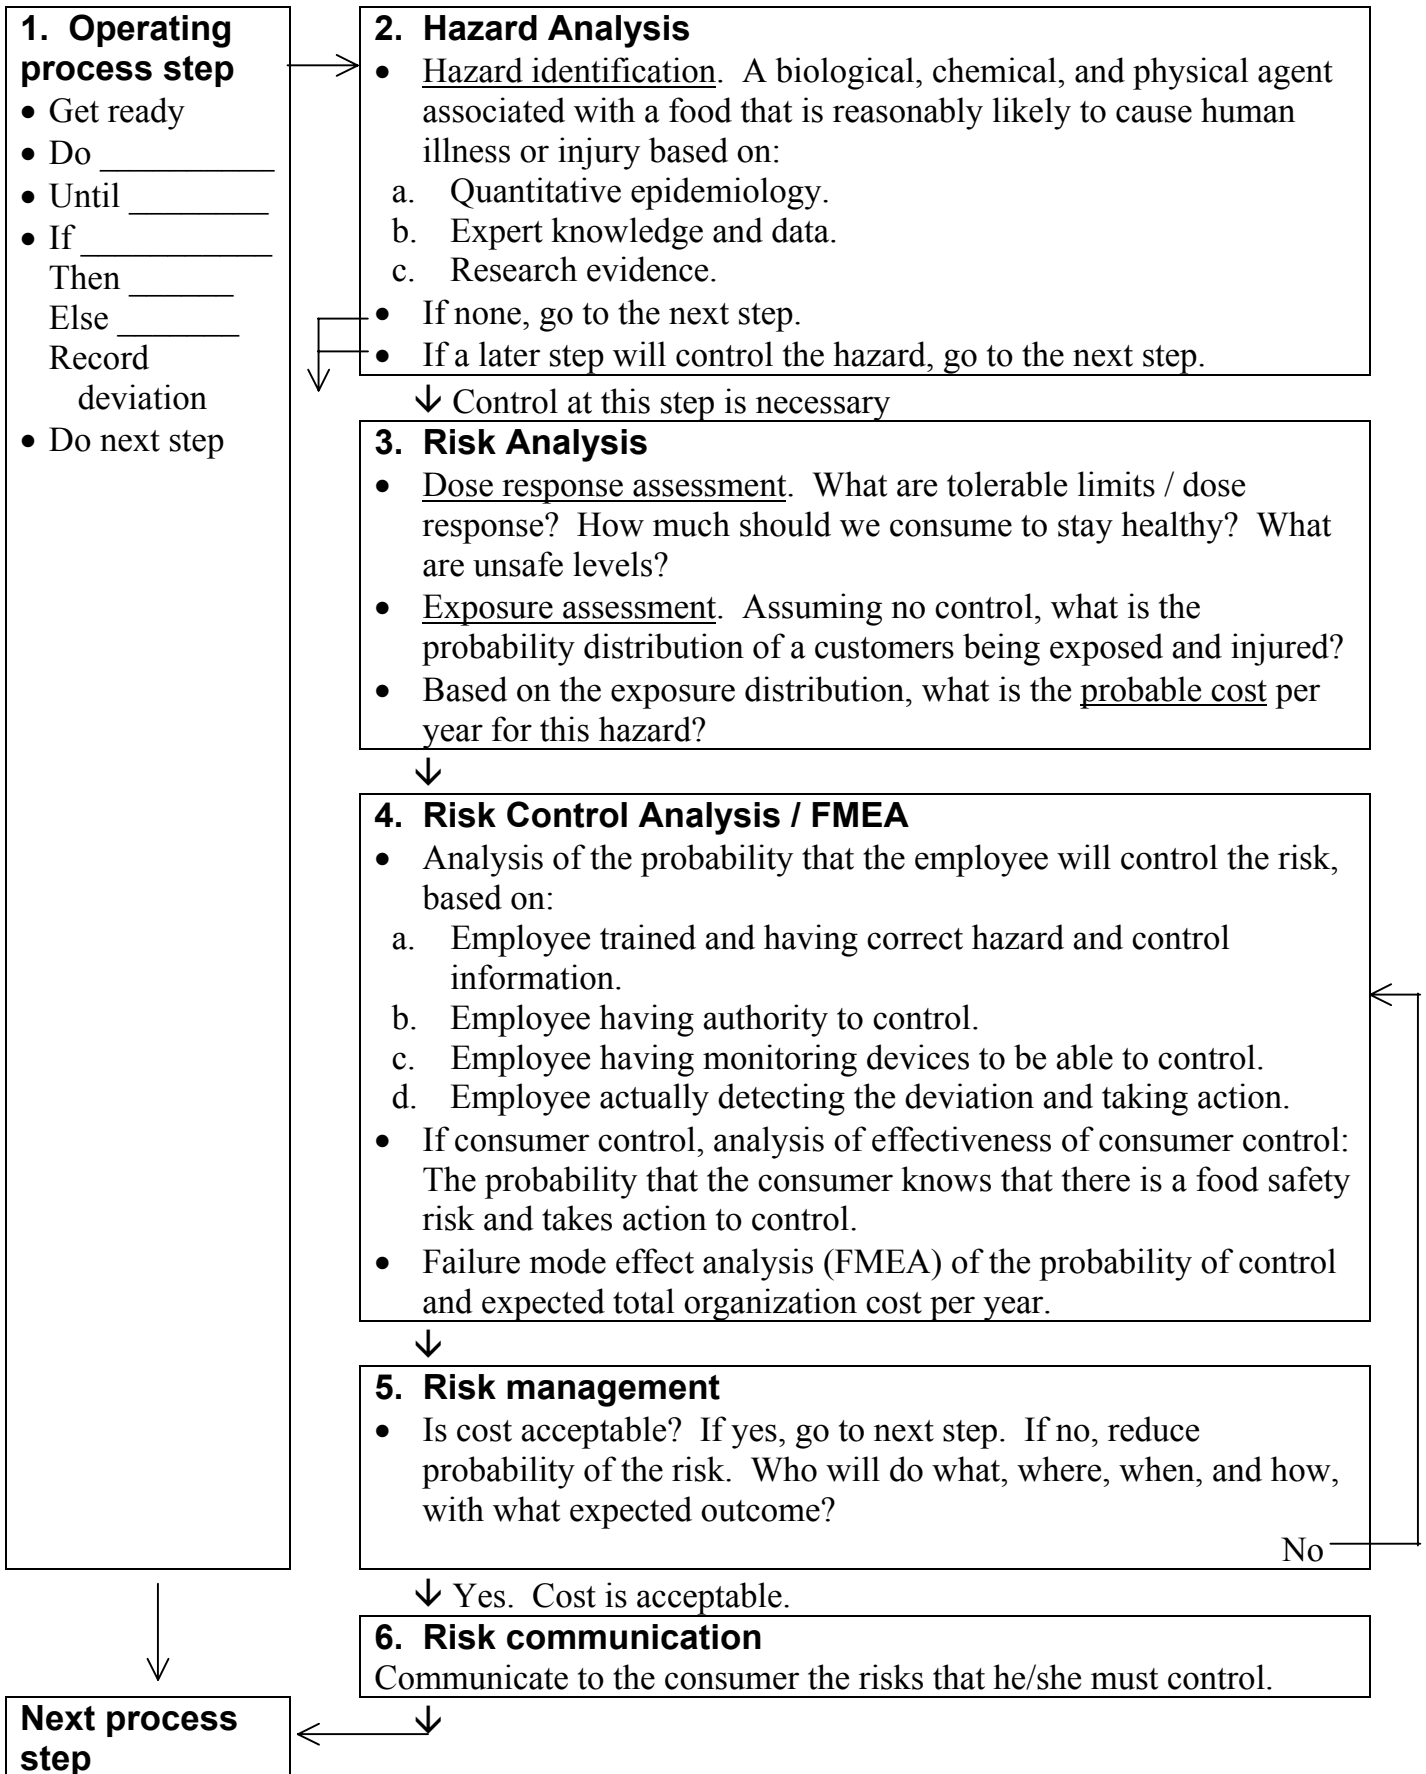 1. Operating
process step
• Get ready
• Do __________
• Until ________
• If ___________
Then ______
Else _______
Record
deviation
• Do next step
2. Hazard Analysis
• Hazard identification. A biological, chemical, and physical agent
associated with a food that is reasonably likely to cause human
illness or injury based on:
a. Quantitative epidemiology.
b. Expert knowledge and data.
c. Research evidence.
• If none, go to the next step.
• If a later step will control the hazard, go to the next step.
↓ Control at this step is necessary
3. Risk Analysis
• Dose response assessment. What are tolerable limits / dose
response? How much should we consume to stay healthy? What
are unsafe levels?
• Exposure assessment. Assuming no control, what is the
probability distribution of a customers being exposed and injured?
• Based on the exposure distribution, what is the probable cost per
year for this hazard?
↓
4. Risk Control Analysis / FMEA
• Analysis of the probability that the employee will control the risk,
based on:
a. Employee trained and having correct hazard and control
information.
b. Employee having authority to control.
c. Employee having monitoring devices to be able to control.
d. Employee actually detecting the deviation and taking action.
• If consumer control, analysis of effectiveness of consumer control:
The probability that the consumer knows that there is a food safety
risk and takes action to control.
• Failure mode effect analysis (FMEA) of the probability of control
and expected total organization cost per year.
↓
5. Risk management
• Is cost acceptable? If yes, go to next step. If no, reduce
probability of the risk. Who will do what, where, when, and how,
with what expected outcome?
No
↓ Yes. Cost is acceptable.
6. Risk communication
Communicate to the consumer the risks that he/she must control.
↓
Next process
step